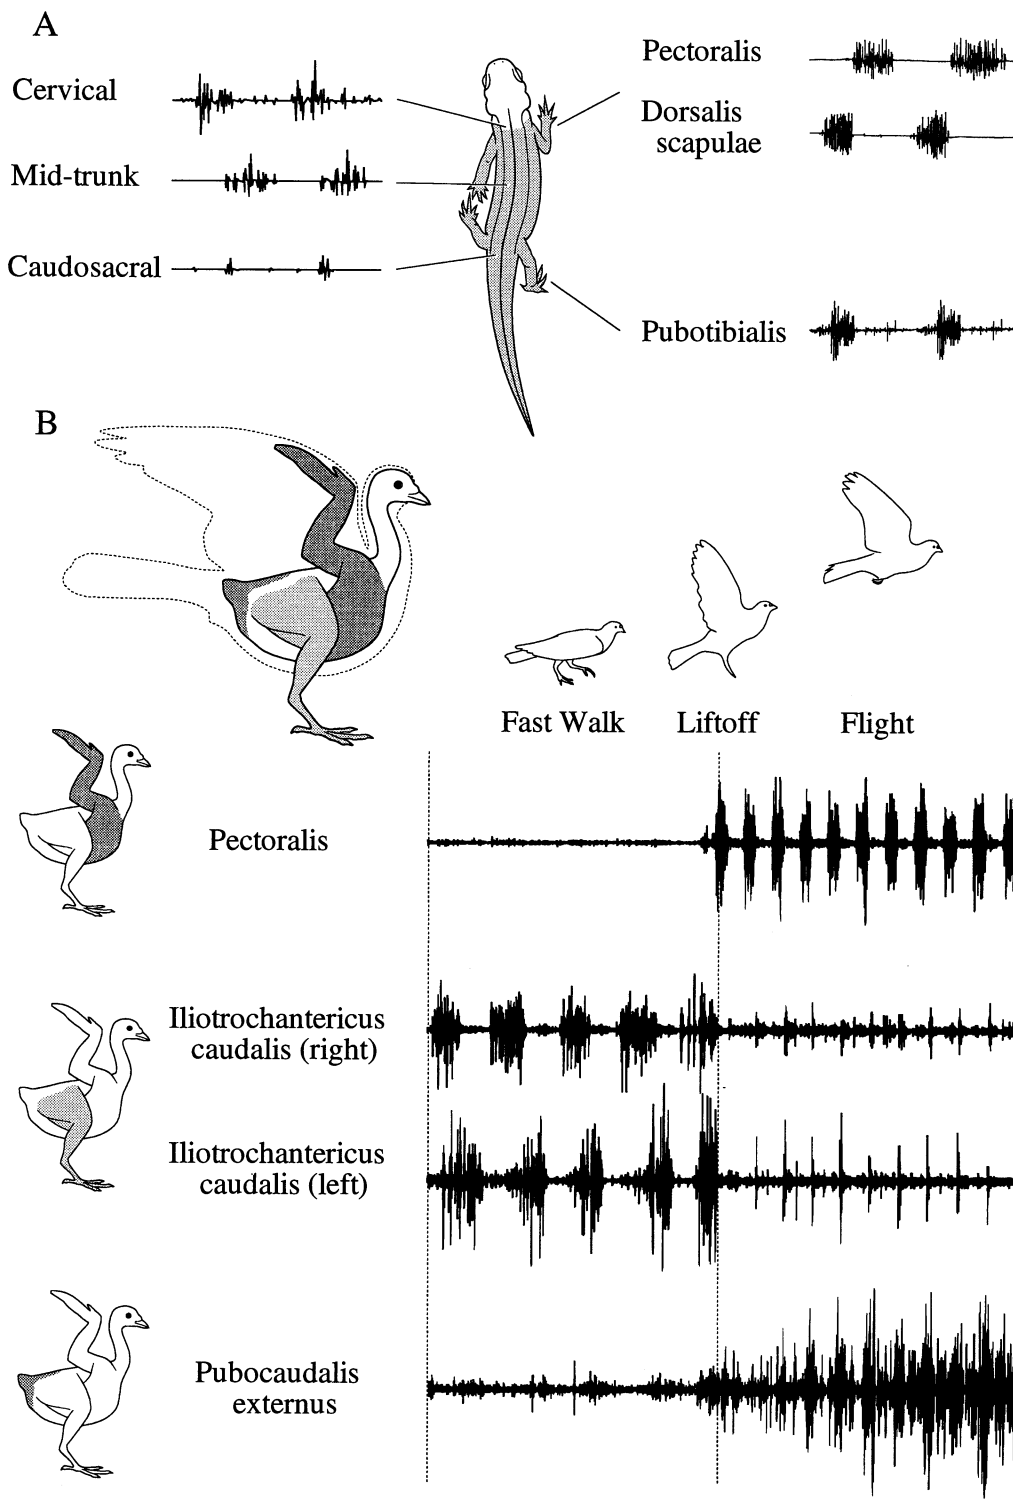 A
Cervical
Mid-trunk
Caudosacral
Pectoralis
Dorsalis
scapulae
Pubotibialis
B
Fast Walk
Liftoff
Flight
Pectoralis
Iliotrochantericus
caudalis (right)
Iliotrochantericus
caudalis (left)
Pubocaudalis
externus